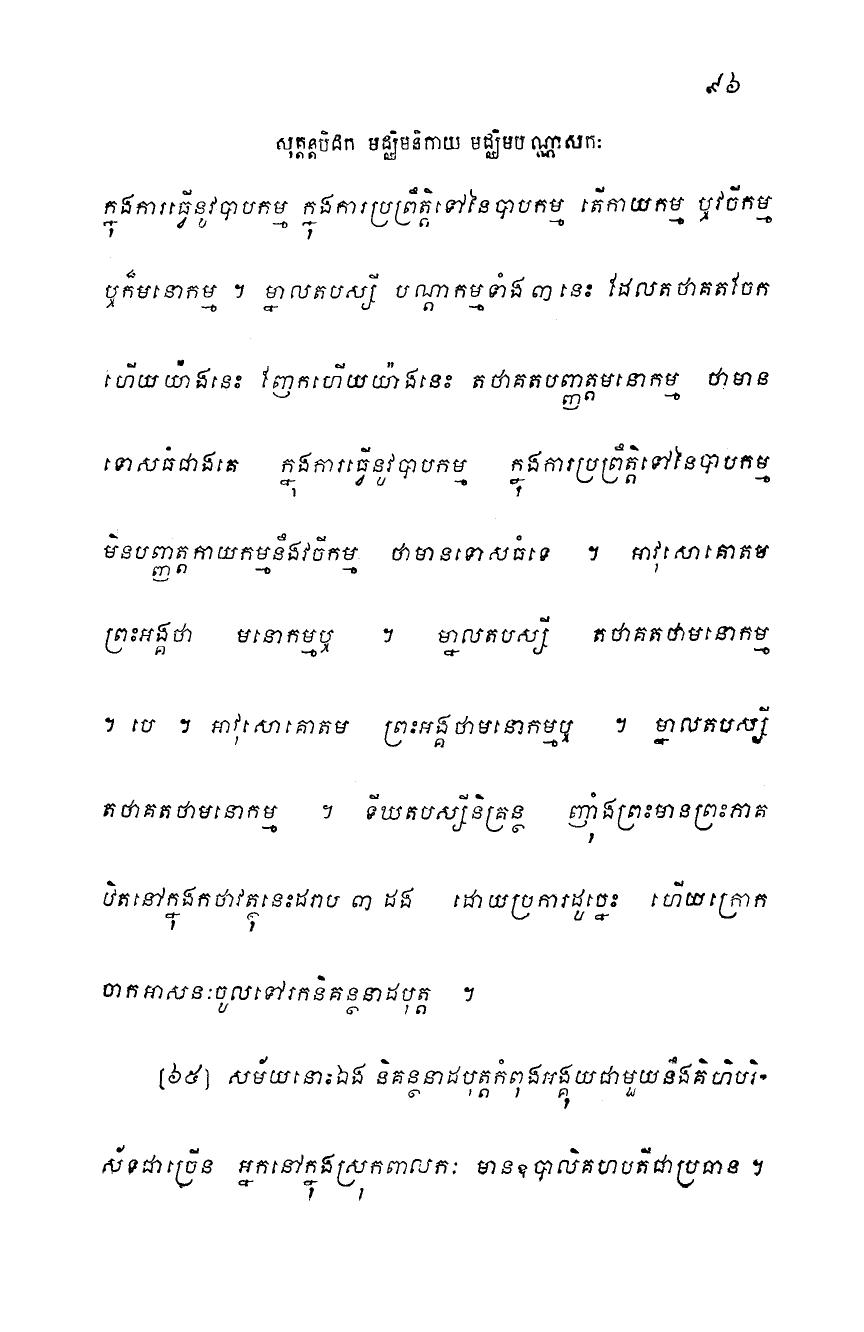 ៩៦
សុត្តន្តបិដក មជ្ឈិមនិកាយ មជ្ឈិមបណ្ណាសកៈ
ក្នុងការធ្វើនូវបាបកម្ម ក្នុងការប្រព្រឹត្តិទៅនៃបាបកម្ម តើកាយកម្ម ឬវចីកម្ម
ឬក៏មនោកម្ម ។ ម្នាលតបស្សី បណ្តាកម្មទាំង ៣ នេះ ដែលតថាគតចែក
ហើយយ៉ាងនេះ វែញកហើយយ៉ាងនេះ តថាគតបញ្ញត្តមនោកម្ម ថាមាន
ទោសធំជាងគេ ក្នុងការធ្វើនូវបាបកម្ម ក្នុងការប្រព្រឹត្តិទៅនៃបាបកម្ម
មិនបញ្ញត្តកាយកម្មនឹងវចីកម្ម ថាមានទោសធំទេ ។ អាវុសោគោតម
ព្រះអង្គថា មនោកម្មឬ ។ ម្នាលតបស្សី តថាគតថាមនោកម្ម
។ បេ ។ អាវុសោគោតម ព្រះអង្គថាមនោកម្មឬ ។ ម្នាលតបស្សី
តថាគតថាមនោកម្ម ។ ទីឃតបស្សីនិគ្រន្ថ ញុំាងព្រះមានព្រះភាគ
ឋិតនៅក្នុងកថាវត្ថុនេះដរាប ៣ ដង ដោយប្រការដូច្នេះ ហើយក្រោក
ចាកអាសនៈចូលទៅរកនិគន្ថនាដបុត្ត ។
[៦៥] សម័យនោះឯង និគន្ថនាដបុត្តកំពុងអង្គុយជាមួយនឹងគិហិបរិ-
ស័ទជាច្រើន អ្នកនៅក្នុងស្រុកពាលកៈ មានឧបាលិគហបតីជាប្រធាន ។